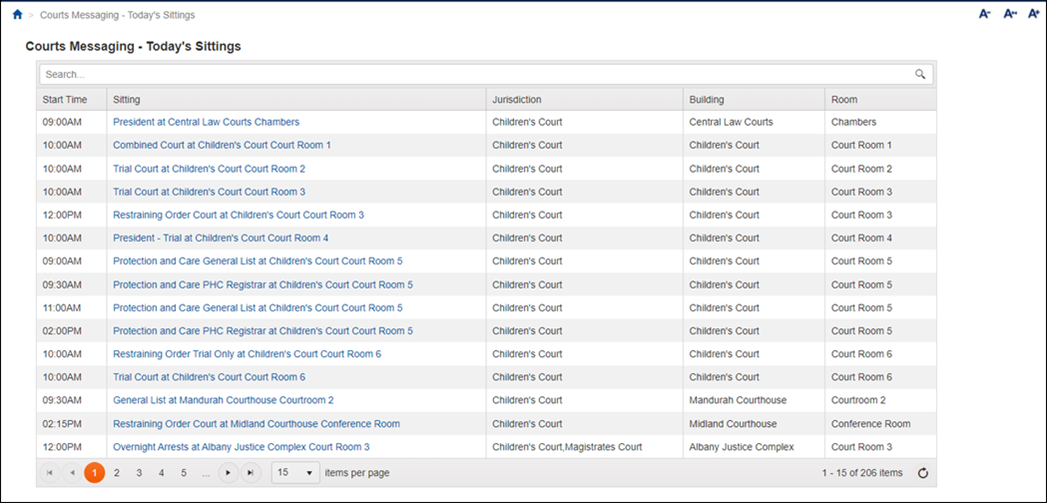 > Courts Messaging - Today's Sittings A- A↔ A+
Courts Messaging - Today's Sittings
Search...
Start Time Sitting Jurisdiction Building Room
09:00AM President at Central Law Courts Chambers Children's Court Central Law Courts Chambers
10:00AM Combined Court at Children's Court Court Room 1 Children's Court Children's Court Court Room 1
10:00AM Trial Court at Children's Court Court Room 2 Children's Court Children's Court Court Room 2
10:00AM Trial Court at Children's Court Court Room 3 Children's Court Children's Court Court Room 3
12:00PM Restraining Order Court at Children's Court Court Room 3 Children's Court Children's Court Court Room 3
10:00AM President - Trial at Children's Court Court Room 4 Children's Court Children's Court Court Room 4
09:00AM Protection and Care General List at Children's Court Court Room 5 Children's Court Children's Court Court Room 5
09:30AM Protection and Care PHC Registrar at Children's Court Court Room 5 Children's Court Children's Court Court Room 5
11:00AM Protection and Care General List at Children's Court Court Room 5 Children's Court Children's Court Court Room 5
02:00PM Protection and Care PHC Registrar at Children's Court Court Room 5 Children's Court Children's Court Court Room 5
10:00AM Restraining Order Trial Only at Children's Court Court Room 6 Children's Court Children's Court Court Room 6
10:00AM Trial Court at Children's Court Court Room 6 Children's Court Children's Court Court Room 6
09:30AM General List at Mandurah Courthouse Courtroom 2 Children's Court Mandurah Courthouse Courtroom 2
02:15PM Restraining Order Court at Midland Courthouse Conference Room Children's Court Midland Courthouse Conference Room
12:00PM Overnight Arrests at Albany Justice Complex Court Room 3 Children's Court,Magistrates Court Albany Justice Complex Court Room 3
1 2 3 4 5 ... 15 items per page 1 - 15 of 206 items